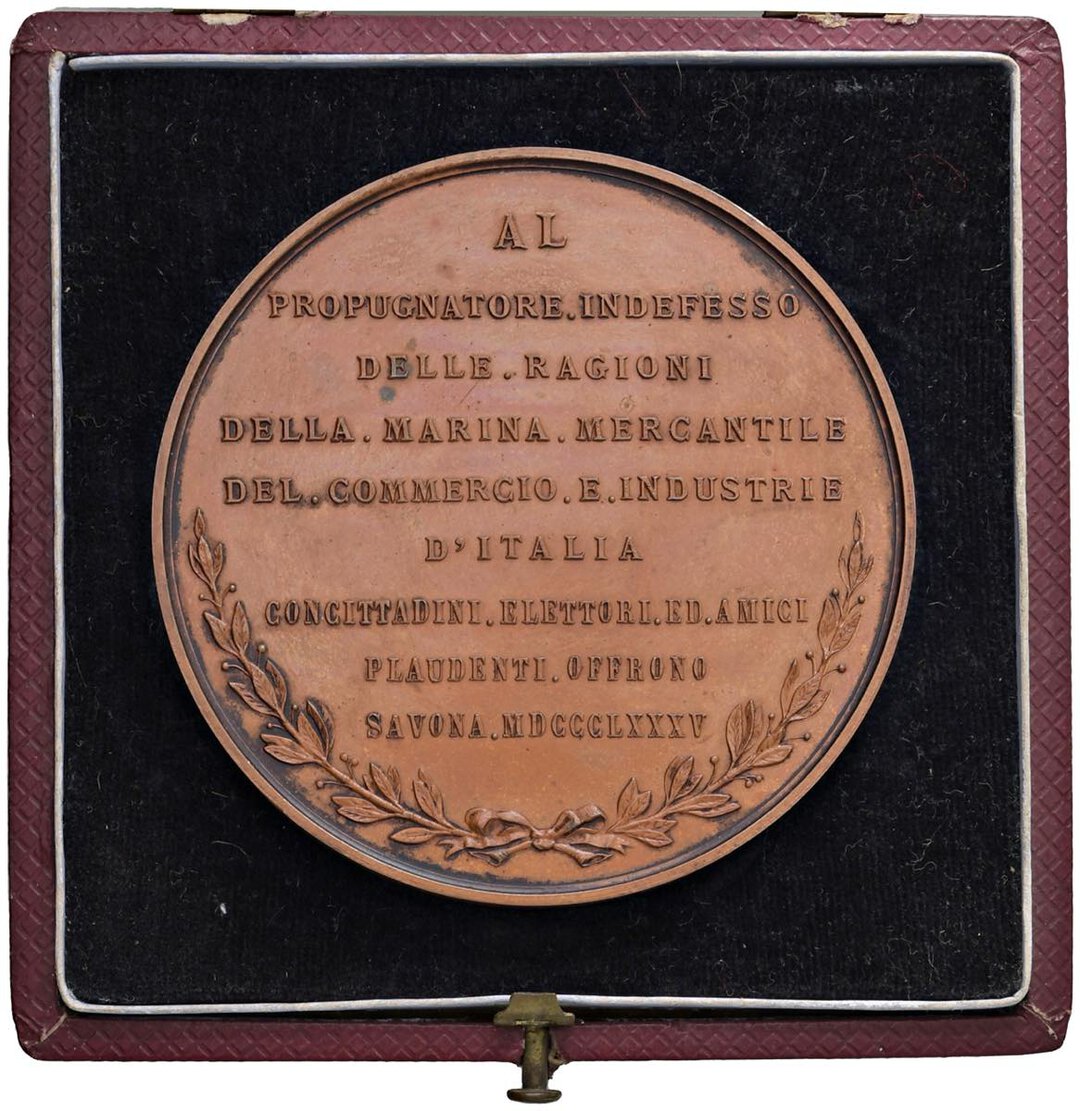 AL
PROPUGNATORE.INDEFESSO
DELLE.RAGIONI
DELLA.MARINA.MERCANTILE
DEL.COMMERCIO.E.INDUSTRIE
D'ITALIA
CONCITTADINI.ELETTORI.ED.AMICI
PLAUDENTI.OFFRONO
SAVONA.MDCCCLXXXV